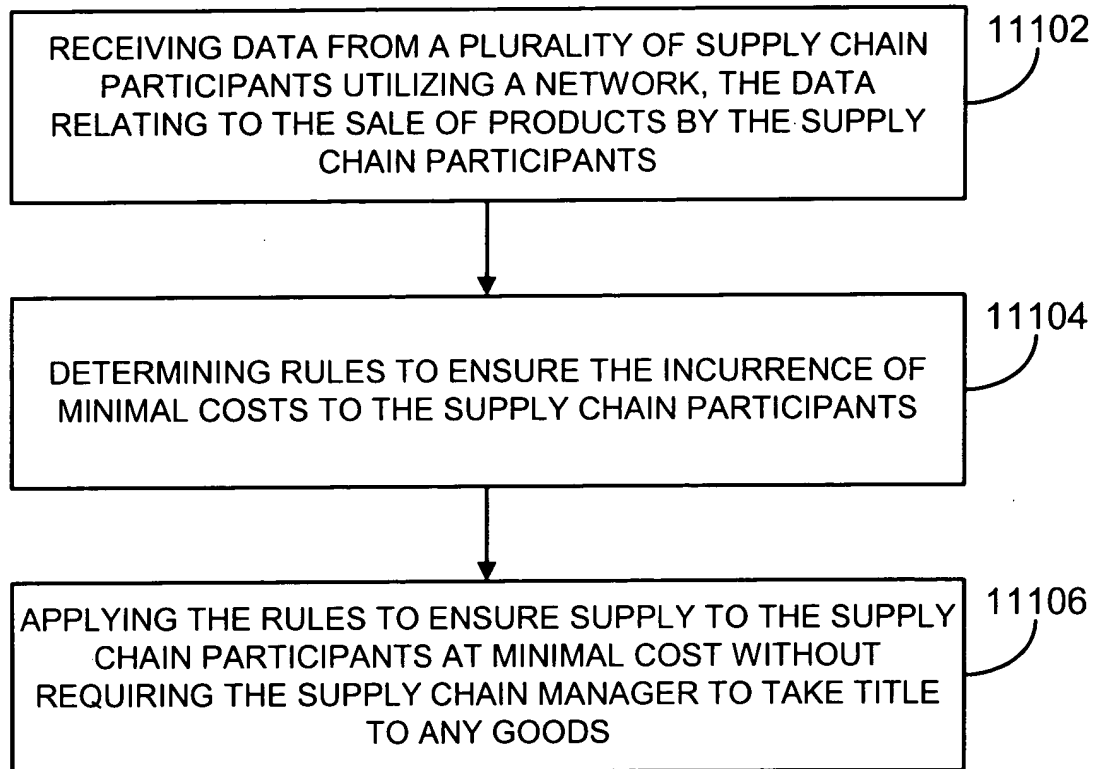 RECEIVING DATA FROM A PLURALITY OF SUPPLY CHAIN
PARTICIPANTS UTILIZING A NETWORK, THE DATA
RELATING TO THE SALE OF PRODUCTS BY THE SUPPLY
CHAIN PARTICIPANTS
11102
DETERMINING RULES TO ENSURE THE INCURRENCE OF
MINIMAL COSTS TO THE SUPPLY CHAIN PARTICIPANTS
11104
APPLYING THE RULES TO ENSURE SUPPLY TO THE SUPPLY
CHAIN PARTICIPANTS AT MINIMAL COST WITHOUT
REQUIRING THE SUPPLY CHAIN MANAGER TO TAKE TITLE
TO ANY GOODS
11106